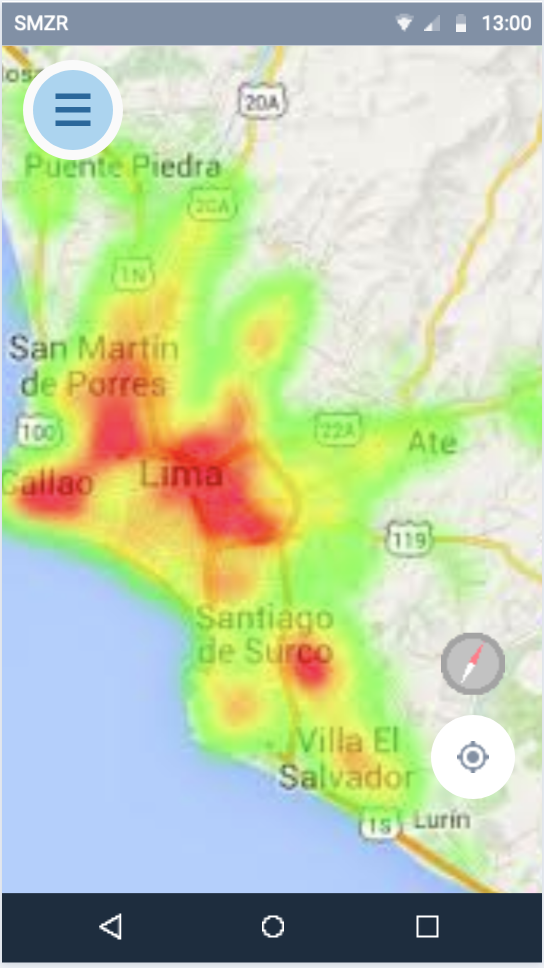 SMZR
13:00
los
20A
Puente Piedra
20A
1N
San Martín
de Porres
100
22A
Ate
Callao
Lima
119
Santiago
de Surco
Villa El
Salvador
1S
Lurín